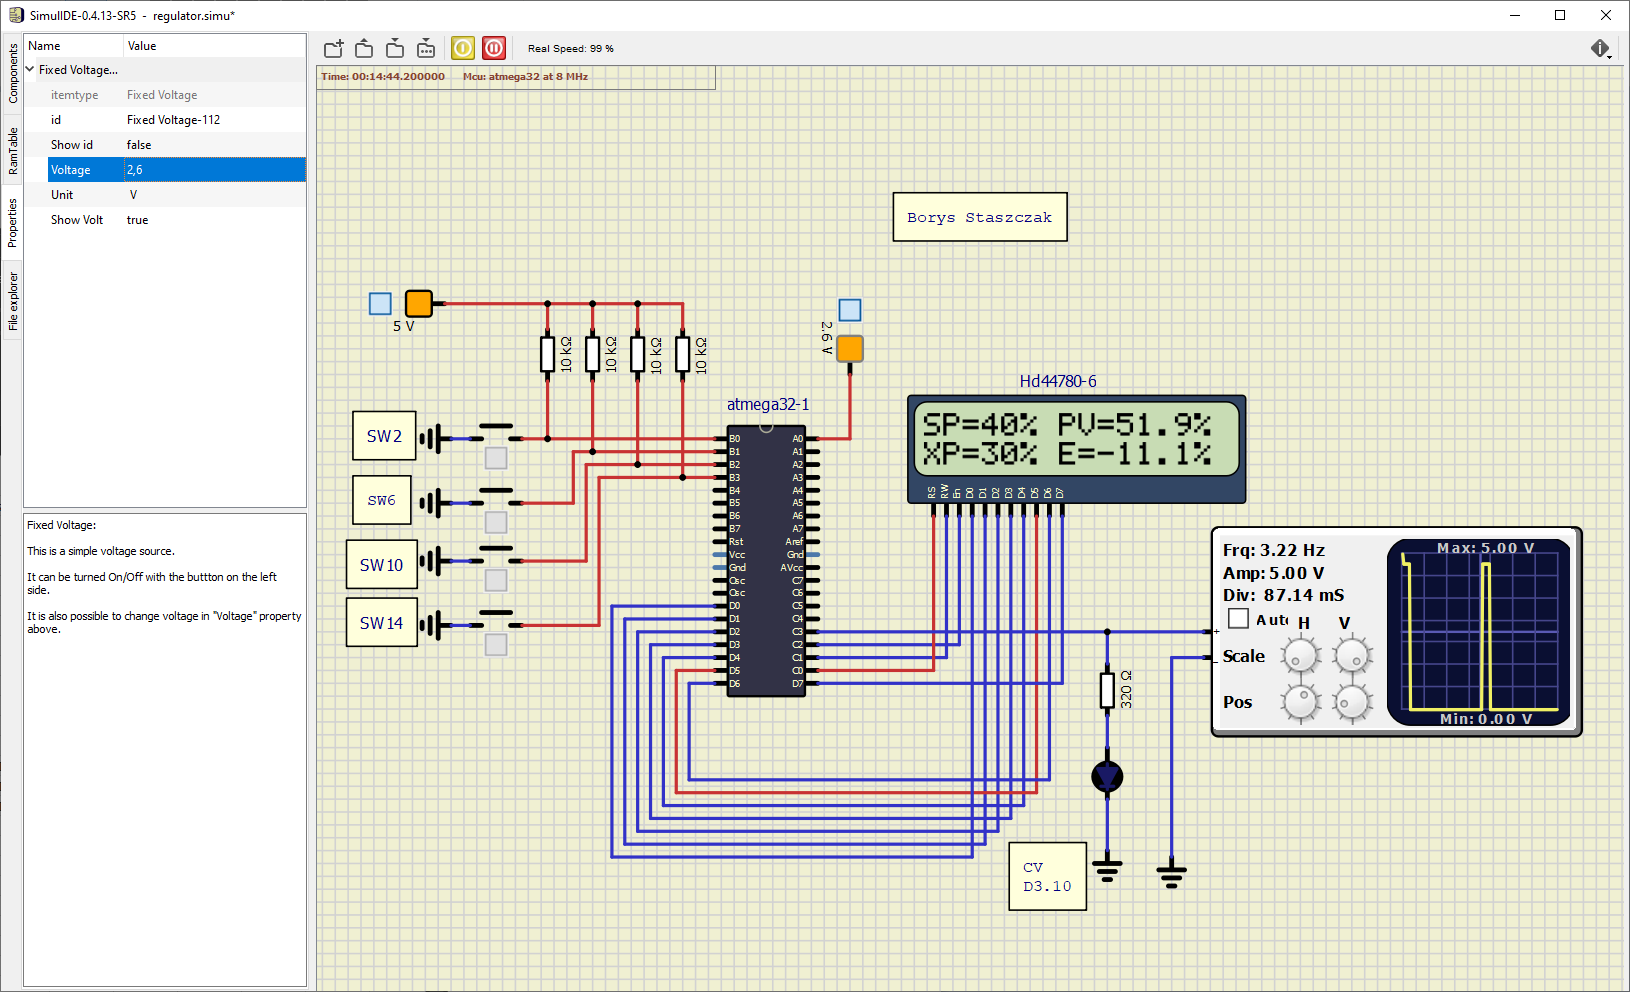 SimulIDE-0.4.13-SR5 - regulator.simu*
Components
RamTable
Properties
File explorer
Name Value
Fixed Voltage...
itemtype Fixed Voltage
id Fixed Voltage-112
Show id false
Voltage 2,6
Unit V
Show Volt true
Fixed Voltage:
This is a simple voltage source.
It can be turned On/Off with the buttton on the left
side.
It is also possible to change voltage in "Voltage" property
above.
Real Speed: 99 %
Time: 00:14:44.200000 Mcu: atmega32 at 8 MHz
Borys Staszczak
5 V
10 kΩ
10 kΩ
10 kΩ
10 kΩ
2.6 V
SW2
SW6
SW10
SW14
atmega32-1
B0 A0
B1 A1
B2 A2
B3 A3
B4 A4
B5 A5
B6 A6
B7 A7
Rst Aref
Vcc Gnd
Gnd AVcc
Osc C7
Osc C6
D0 C5
D1 C4
D2 C3
D3 C2
D4 C1
D5 C0
D6 D7
Hd44780-6
SP=40% PV=51.9%
XP=30% E=-11.1%
RS RW En D0 D1 D2 D3 D4 D5 D6 D7
Frq: 3.22 Hz
Amp: 5.00 V
Div: 87.14 mS
Auto H V
+
-
Scale
Pos
Max: 5.00 V
Min: 0.00 V
320 Ω
CV
D3.10